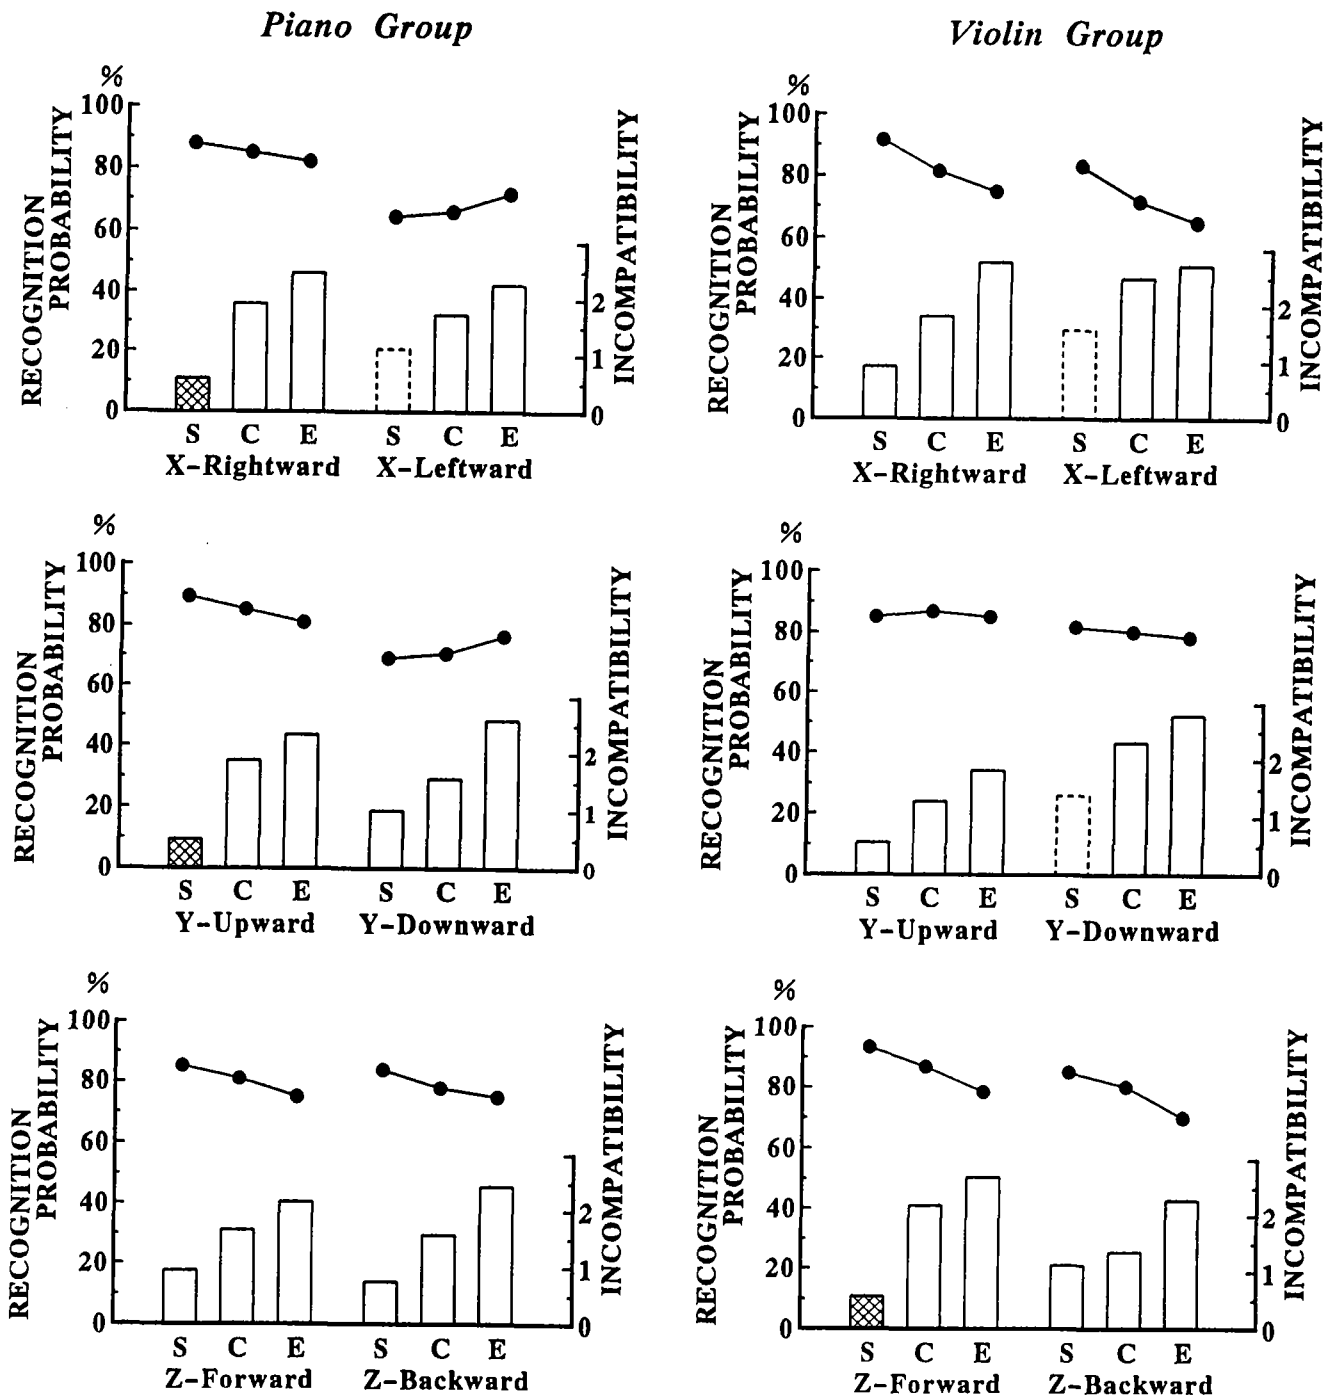 Piano Group
Violin Group
%
RECOGNITION
PROBABILITY
100
80
60
40
20
0
INCOMPATIBILITY
2
1
0
S C E S C E
X-Rightward X-Leftward
%
RECOGNITION
PROBABILITY
100
80
60
40
20
0
INCOMPATIBILITY
2
1
0
S C E S C E
X-Rightward X-Leftward
%
RECOGNITION
PROBABILITY
100
80
60
40
20
0
INCOMPATIBILITY
2
1
0
S C E S C E
Y-Upward Y-Downward
%
RECOGNITION
PROBABILITY
100
80
60
40
20
0
INCOMPATIBILITY
2
1
0
S C E S C E
Y-Upward Y-Downward
%
RECOGNITION
PROBABILITY
100
80
60
40
20
0
INCOMPATIBILITY
2
1
0
S C E S C E
Z-Forward Z-Backward
%
RECOGNITION
PROBABILITY
100
80
60
40
20
0
INCOMPATIBILITY
2
1
0
S C E S C E
Z-Forward Z-Backward